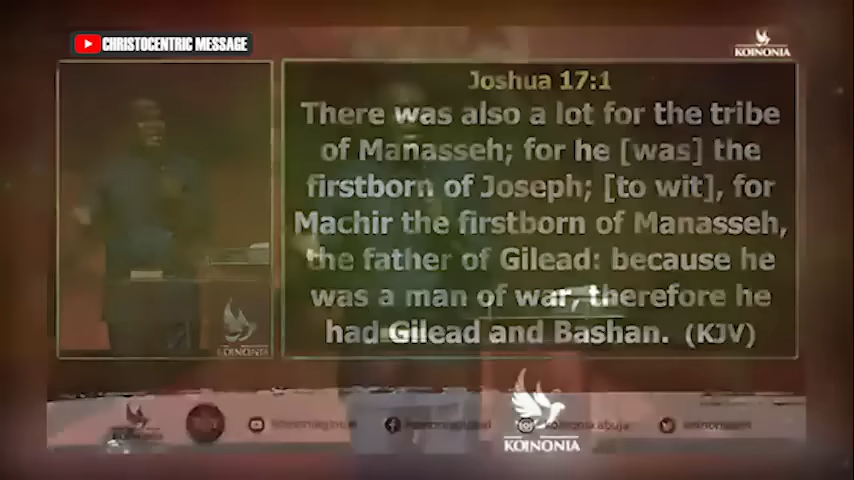 CHRISTOCENTRIC MESSAGE
KOINONIA
Joshua 17:1
There was also a lot for the tribe
of Manasseh; for he [was] the
firstborn of Joseph; [to wit], for
Machir the firstborn of Manasseh,
the father of Gilead: because he
was a man of war, therefore he
had Gilead and Bashan. (KJV)
KOINONIA
KOINONIA